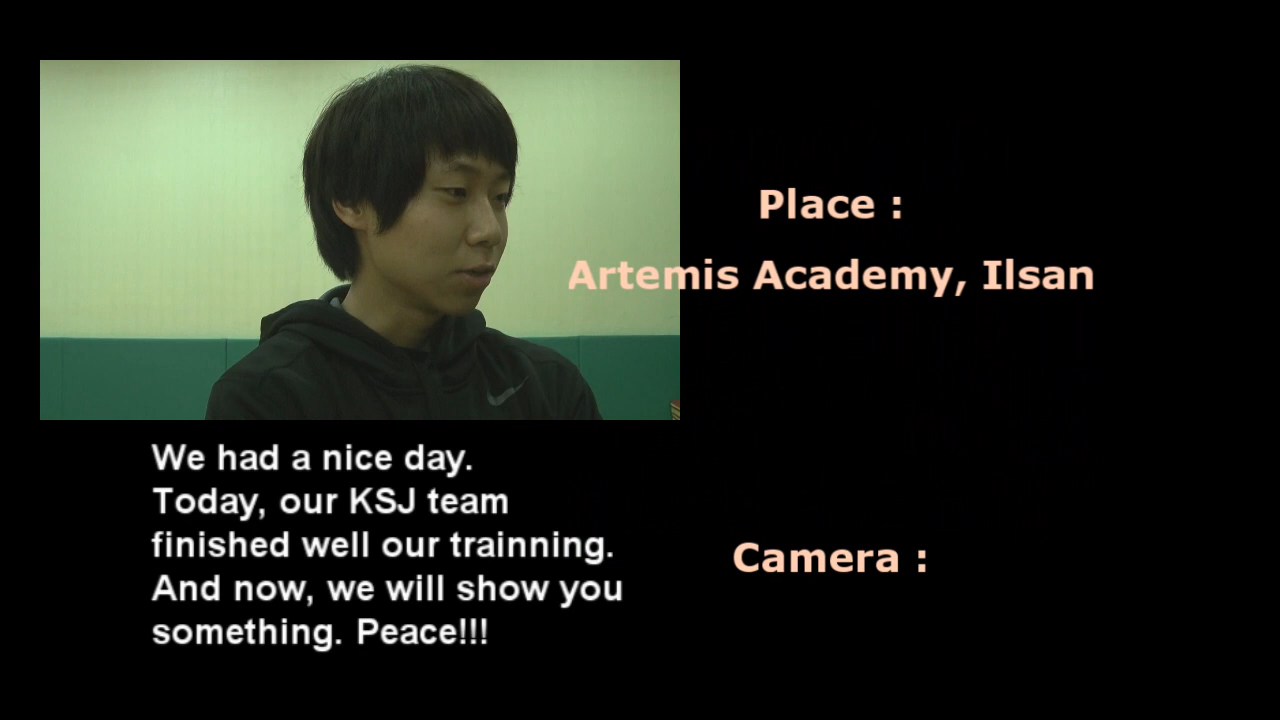 Place :
Artemis Academy, Ilsan
We had a nice day.
Today, our KSJ team
finished well our trainning.
And now, we will show you
something. Peace!!!
Camera :